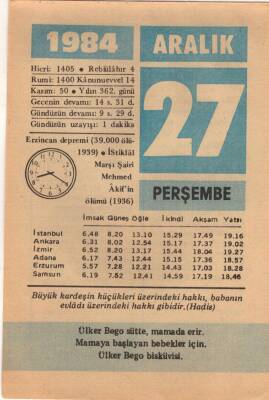 1984
ARALIK
Hicri: 1405 • Rebiülâhır 4
Rumi: 1400 Kânunuevvel 14
Kasım: 50 • Yılın 362. günü
Gecenin devamı: 14 s. 31 d.
Gündüzün devamı: 9 s. 29 d.
Gündüzün uzayışı: 1 dakika
27
PERŞEMBE
Erzincan depremi (39,000 ölü-
1939) • İStiklâl
Marşı Şairi
Mehmed
Âkif'in
ölümü (1936)
İmsak Güneş Öğle İkindi Akşam Yatsı
İstanbul 6.48 8.20 13.10 15.29 17.49 19.16
Ankara 6.31 8.02 12.54 15.17 17.37 19.02
İzmir 6.52 8.20 13.17 15.44 18.04 19.27
Adana 6.17 7.43 12.44 15.15 17.36 18.57
Erzurum 5.57 7.28 12.21 14.43 17.03 18.28
Samsun 6.19 7.52 12.41 14.59 17.19 18.46
Büyük kardeşin küçükleri üzerindeki hakkı, babanın
evlâdı üzerindeki hakkı gibidir.(Hadis)
Ülker Bego sütte, mamada erir.
Mamaya başlayan bebekler için.
Ülker Bego bisküvisi.